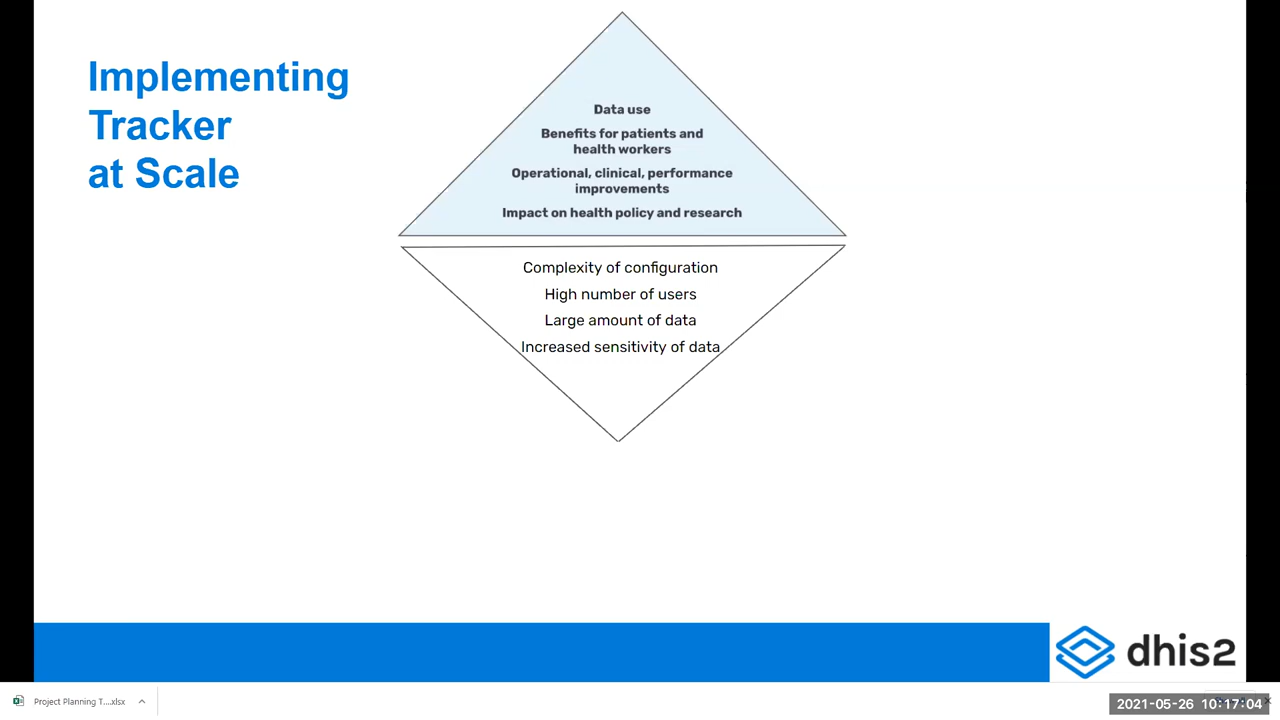 Implementing
Tracker
at Scale
Data use
Benefits for patients and
health workers
Operational, clinical, performance
improvements
Impact on health policy and research
Complexity of configuration
High number of users
Large amount of data
Increased sensitivity of data
dhis2
Project Planning T....xlsx
2021-05-26 10:17:04